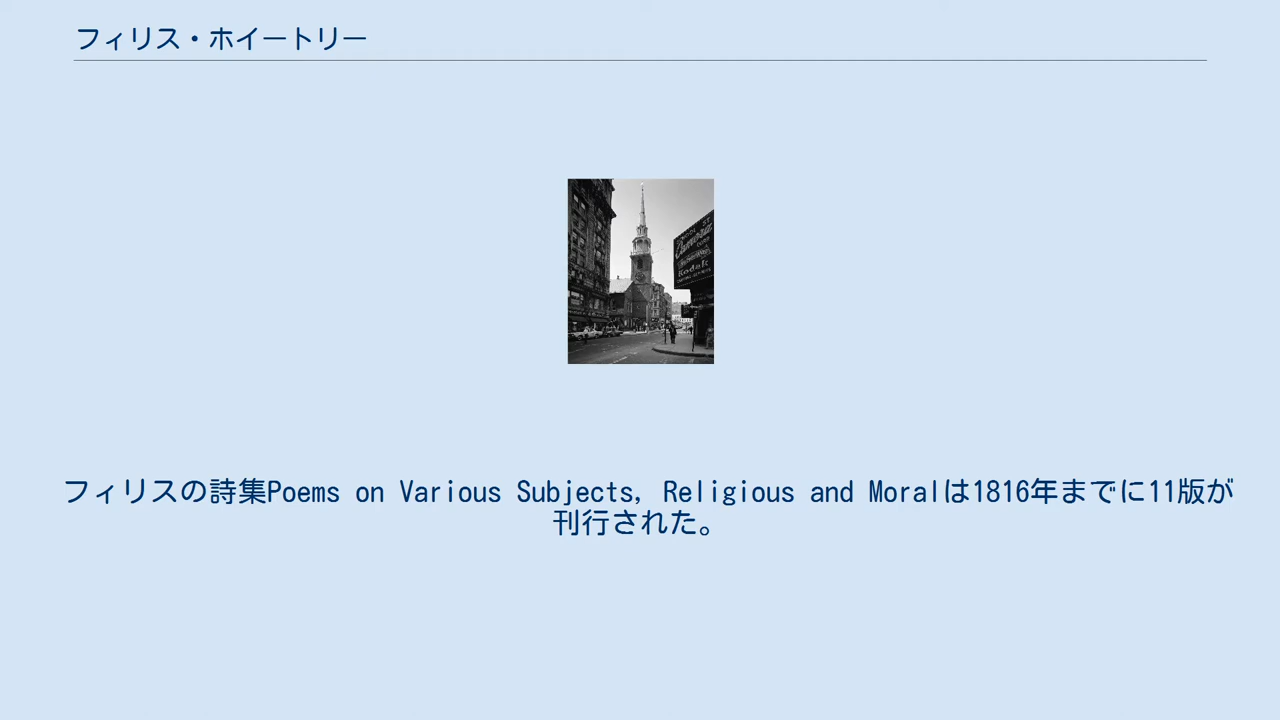 フィリス・ホイートリー
Kodak
フィリスの詩集Poems on Various Subjects, Religious and Moralは1816年までに11版が
刊行された。